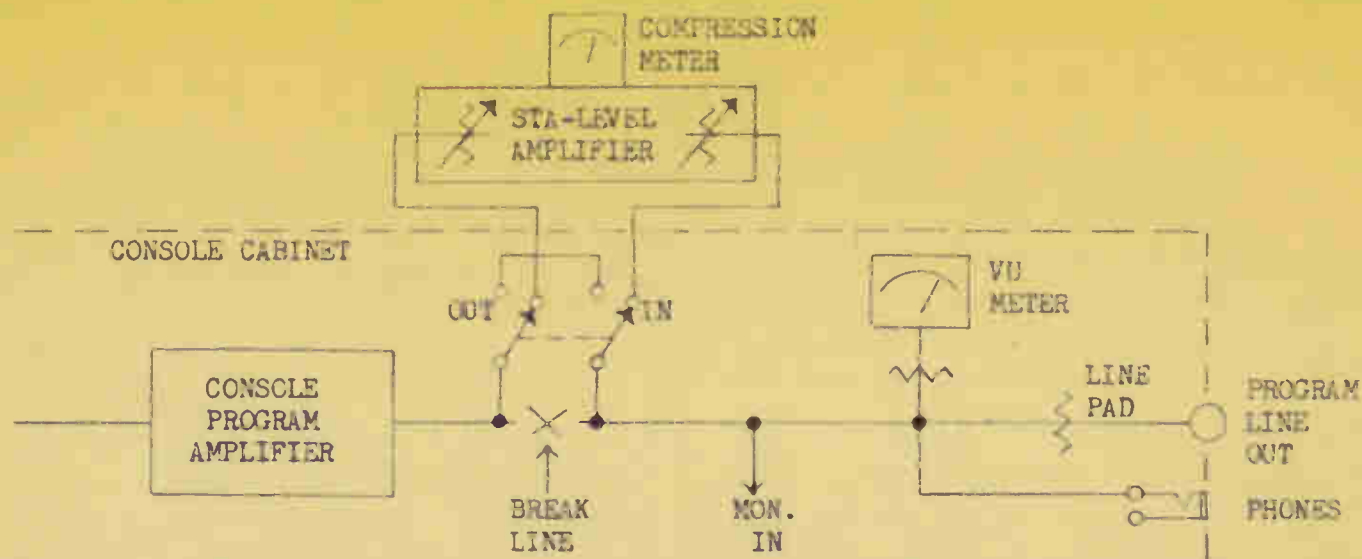 COMPRESSION
METER
STA-LEVEL
AMPLIFIER
CONSOLE CABINET
OUT
IN
VU
METER
CONSOLE
PROGRAM
AMPLIFIER
LINE
PAD
PROGRAM
LINE
OUT
BREAK
LINE
MON.
IN
PHONES